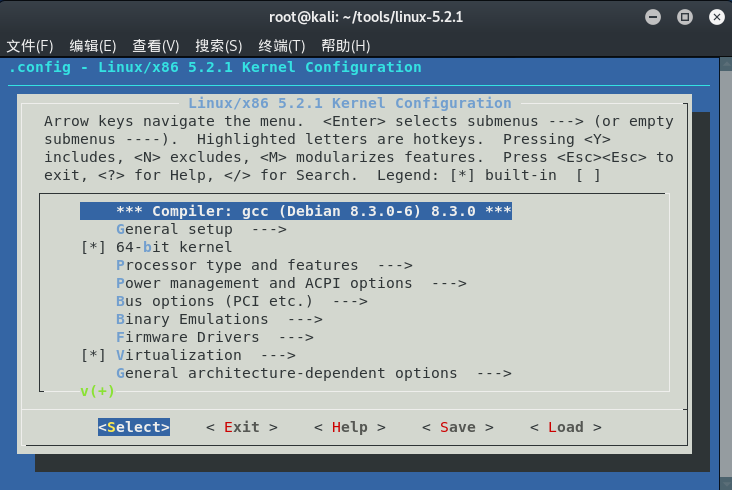 root@kali: ~/tools/linux-5.2.1
文件(F) 编辑(E) 查看(V) 搜索(S) 终端(T) 帮助(H)
.config - Linux/x86 5.2.1 Kernel Configuration
Linux/x86 5.2.1 Kernel Configuration
Arrow keys navigate the menu.  <Enter> selects submenus ---> (or empty
submenus ----).  Highlighted letters are hotkeys.  Pressing <Y>
includes, <N> excludes, <M> modularizes features.  Press <Esc><Esc> to
exit, <?> for Help, </> for Search.  Legend: [*] built-in  [ ]
*** Compiler: gcc (Debian 8.3.0-6) 8.3.0 ***
General setup  --->
[*] 64-bit kernel
Processor type and features  --->
Power management and ACPI options  --->
Bus options (PCI etc.)  --->
Binary Emulations  --->
Firmware Drivers  --->
[*] Virtualization  --->
General architecture-dependent options  --->
v(+)
<Select>    < Exit >    < Help >    < Save >    < Load >